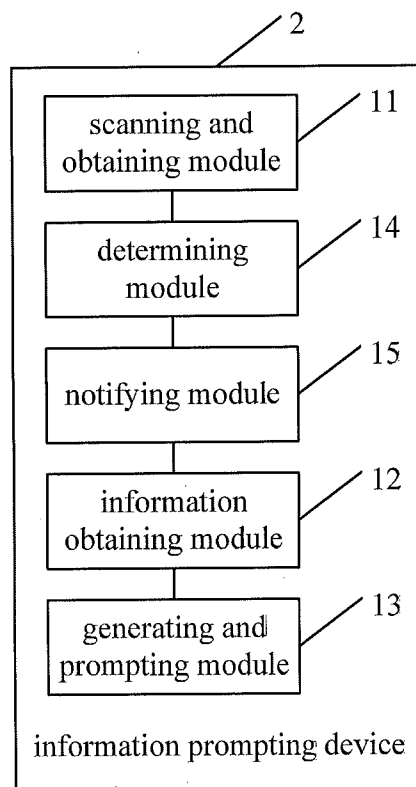 2
scanning and
obtaining module
11
determining
module
14
notifying module
15
information
obtaining module
12
generating and
prompting module
13
information prompting device